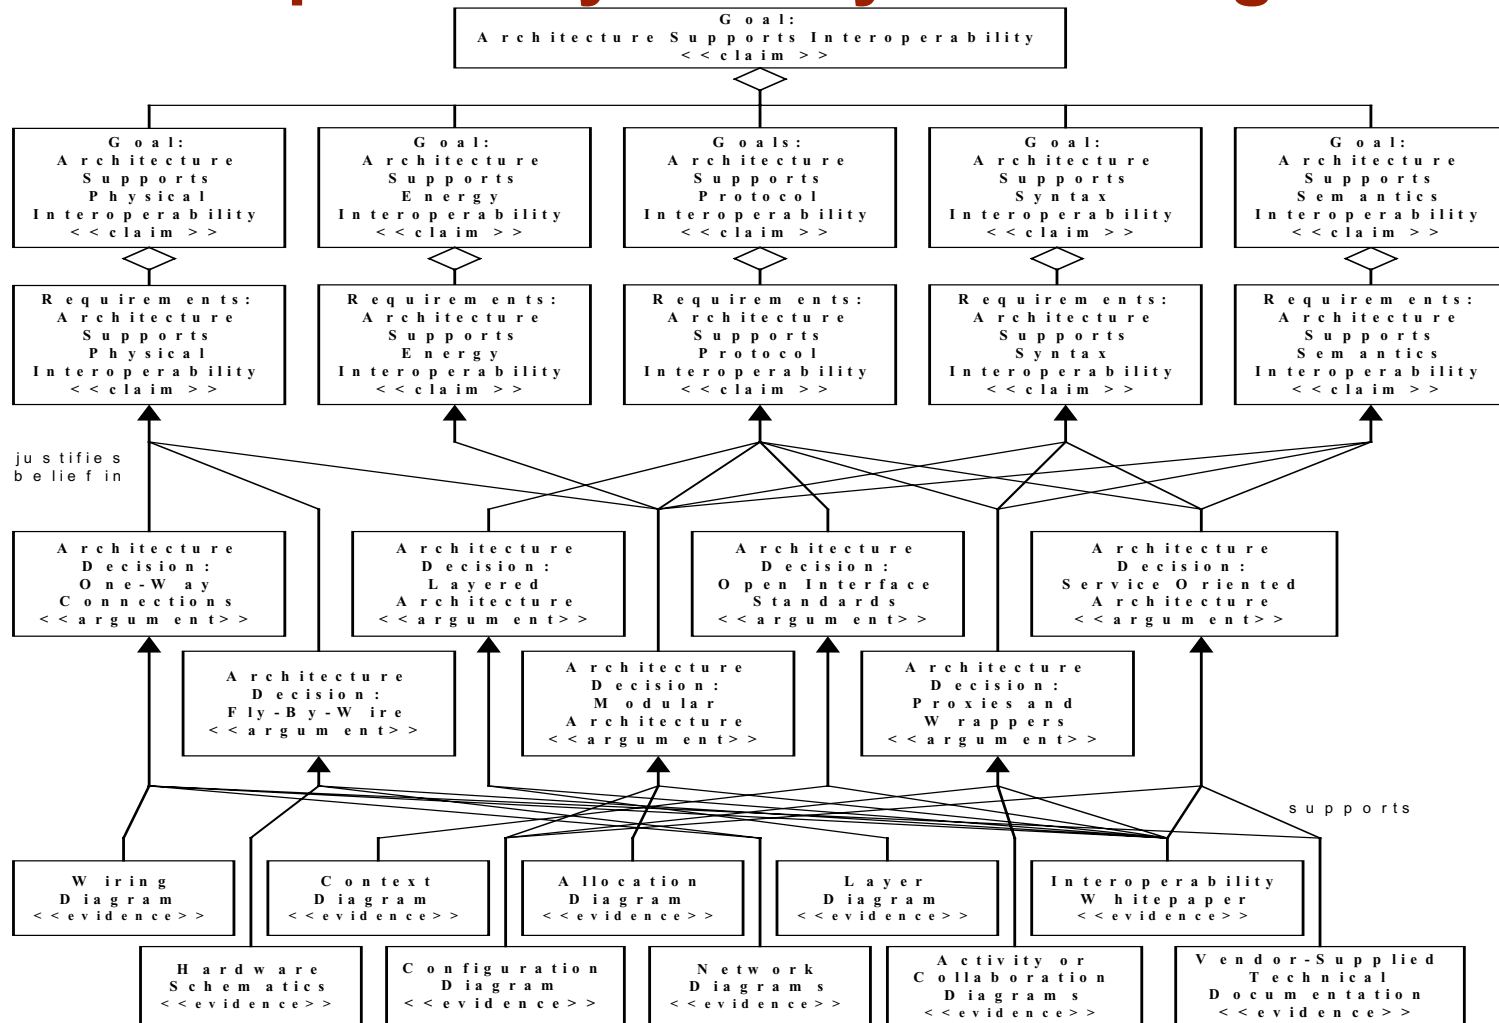 Goal:
Architecture Supports Interoperability
<<claim>>
Goal:
Architecture
Supports
Physical
Interoperability
<<claim>>
Goal:
Architecture
Supports
Energy
Interoperability
<<claim>>
Goals:
Architecture
Supports
Protocol
Interoperability
<<claim>>
Goal:
Architecture
Supports
Syntax
Interoperability
<<claim>>
Goal:
Architecture
Supports
Semantics
Interoperability
<<claim>>
Requirements:
Architecture
Supports
Physical
Interoperability
<<claim>>
Requirements:
Architecture
Supports
Energy
Interoperability
<<claim>>
Requirements:
Architecture
Supports
Protocol
Interoperability
<<claim>>
Requirements:
Architecture
Supports
Syntax
Interoperability
<<claim>>
Requirements:
Architecture
Supports
Semantics
Interoperability
<<claim>>
justifies
belief in
Architecture
Decision:
One-Way
Connections
<<argument>>
Architecture
Decision:
Layered
Architecture
<<argument>>
Architecture
Decision:
Open Interface
Standards
<<argument>>
Architecture
Decision:
Service Oriented
Architecture
<<argument>>
Architecture
Decision:
Fly-By-Wire
<<argument>>
Architecture
Decision:
Modular
Architecture
<<argument>>
Architecture
Decision:
Proxies and
Wrappers
<<argument>>
supports
Wiring
Diagram
<<evidence>>
Context
Diagram
<<evidence>>
Allocation
Diagram
<<evidence>>
Layer
Diagram
<<evidence>>
Interoperability
Whitepaper
<<evidence>>
Hardware
Schematics
<<evidence>>
Configuration
Diagram
<<evidence>>
Network
Diagrams
<<evidence>>
Activity or
Collaboration
Diagrams
<<evidence>>
Vendor-Supplied
Technical
Documentation
<<evidence>>